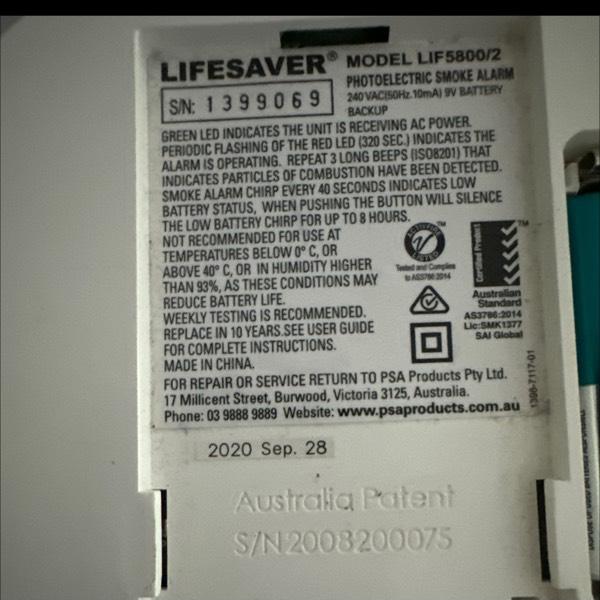 LIFESAVER® MODEL LIF5800/2
PHOTOELECTRIC SMOKE ALARM
S/N: 1399069
240 VAC(50Hz.10mA) 9V BATTERY
BACKUP
GREEN LED INDICATES THE UNIT IS RECEIVING AC POWER.
PERIODIC FLASHING OF THE RED LED (320 SEC.) INDICATES THE
ALARM IS OPERATING. REPEAT 3 LONG BEEPS (ISO8201) THAT
INDICATES PARTICLES OF COMBUSTION HAVE BEEN DETECTED.
SMOKE ALARM CHIRP EVERY 40 SECONDS INDICATES LOW
BATTERY STATUS, WHEN PUSHING THE BUTTON WILL SILENCE
THE LOW BATTERY CHIRP FOR UP TO 8 HOURS.
NOT RECOMMENDED FOR USE AT
TEMPERATURES BELOW 0° C, OR
ABOVE 40° C, OR IN HUMIDITY HIGHER
THAN 93%, AS THESE CONDITIONS MAY
REDUCE BATTERY LIFE.
WEEKLY TESTING IS RECOMMENDED.
REPLACE IN 10 YEARS.SEE USER GUIDE
FOR COMPLETE INSTRUCTIONS.
MADE IN CHINA.
ACTIVFIRE
LISTED
TM
Tested and Complies
to AS3786:2014
Certified Product
TM
Australian
Standard
AS3786:2014
Lic:SMK1377
SAI Global
FOR REPAIR OR SERVICE RETURN TO PSA Products Pty Ltd.
17 Millicent Street, Burwood, Victoria 3125, Australia.
Phone: 03 9888 9889 Website: www.psaproducts.com.au
1398-7117-01
2020 Sep. 28
Australia Patent
S/N2008200075